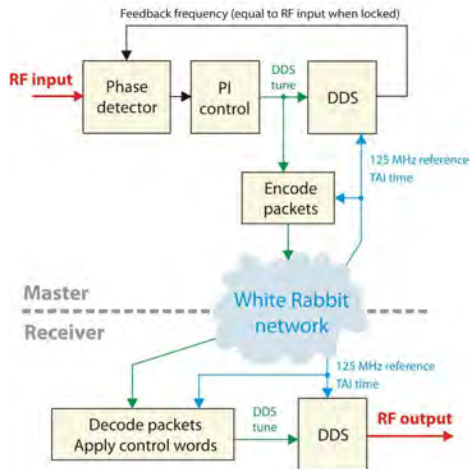 Feedback frequency (equal to RF input when locked)
RF input
Phase
detector
PI
control
DDS
tune
DDS
125 MHz reference
TAI time
Encode
packets
Master
White Rabbit
network
Receiver
125 MHz reference
TAI time
Decode packets
Apply control words
DDS
tune
DDS
RF output